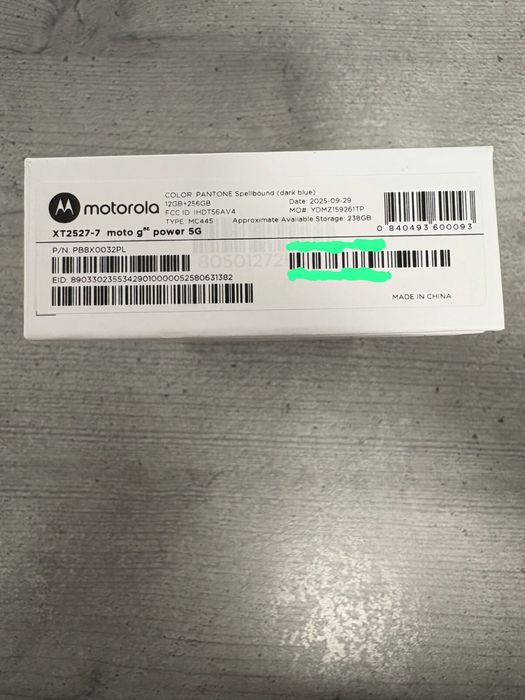 motorola
COLOR: PANTONE Spellbound (dark blue)
12GB+256GB
Date: 2025-09-29
FCC ID: IHDT56AV4
MO#: YDMZ159261TP
TYPE: MC445
Approximate Available Storage: 238GB
0 840493 600093
XT2527-7 moto g power 5G
P/N: PB8X0032PL
EID: 89033023553429010000052580631382
MADE IN CHINA